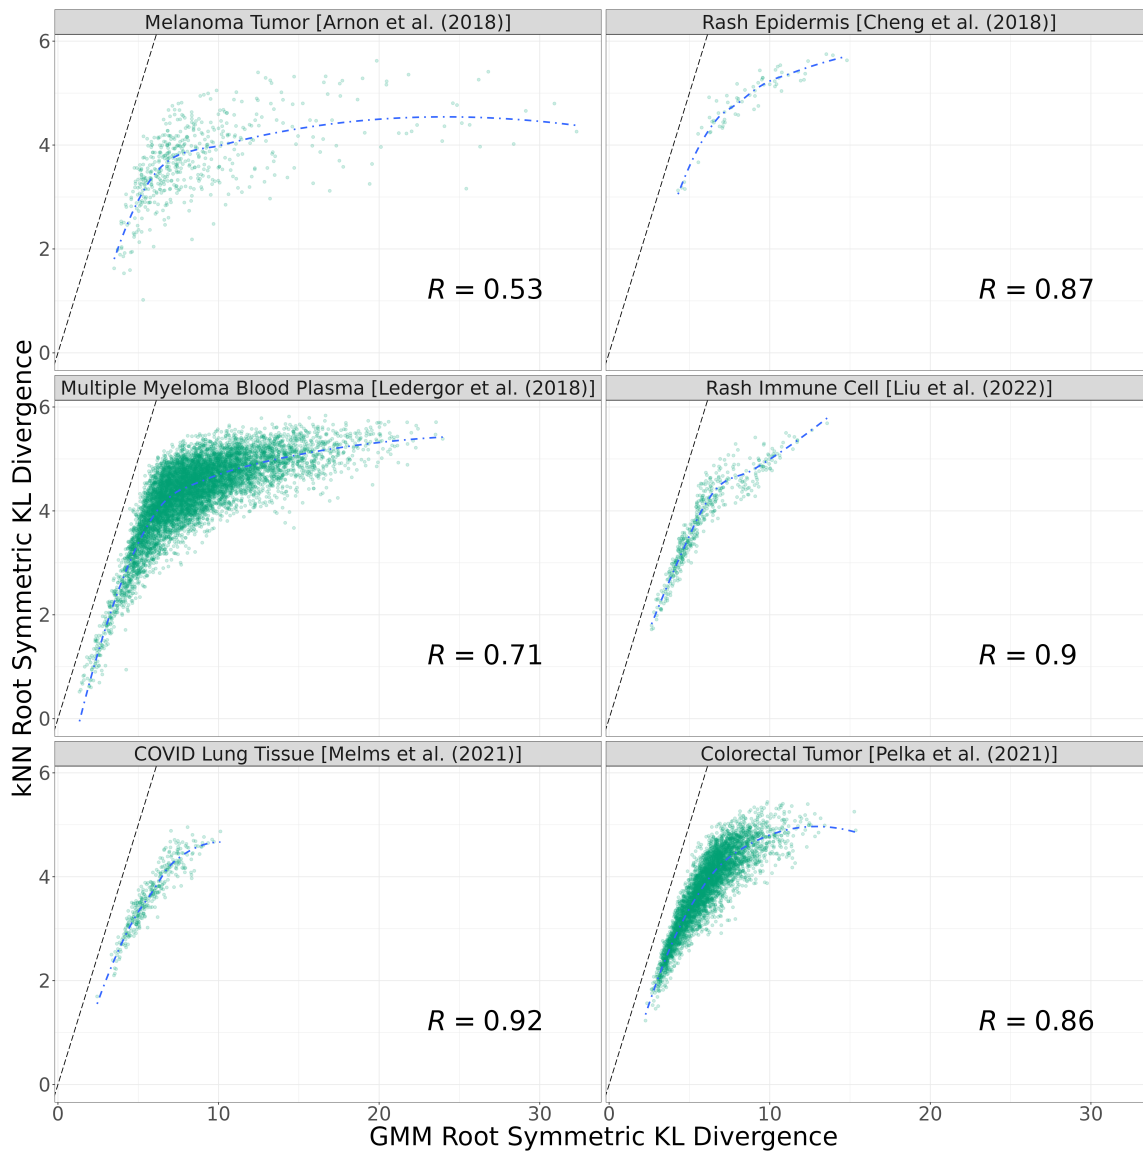 Melanoma Tumor [Arnon et al. (2018)]
Rash Epidermis [Cheng et al. (2018)]
6
4
2
0
R = 0.53
R = 0.87
Multiple Myeloma Blood Plasma [Ledergor et al. (2018)]
Rash Immune Cell [Liu et al. (2022)]
6
4
2
0
R = 0.71
R = 0.9
kNN Root Symmetric KL Divergence
COVID Lung Tissue [Melms et al. (2021)]
Colorectal Tumor [Pelka et al. (2021)]
6
4
2
0
R = 0.92
R = 0.86
0 10 20 30 0 10 20 30
GMM Root Symmetric KL Divergence